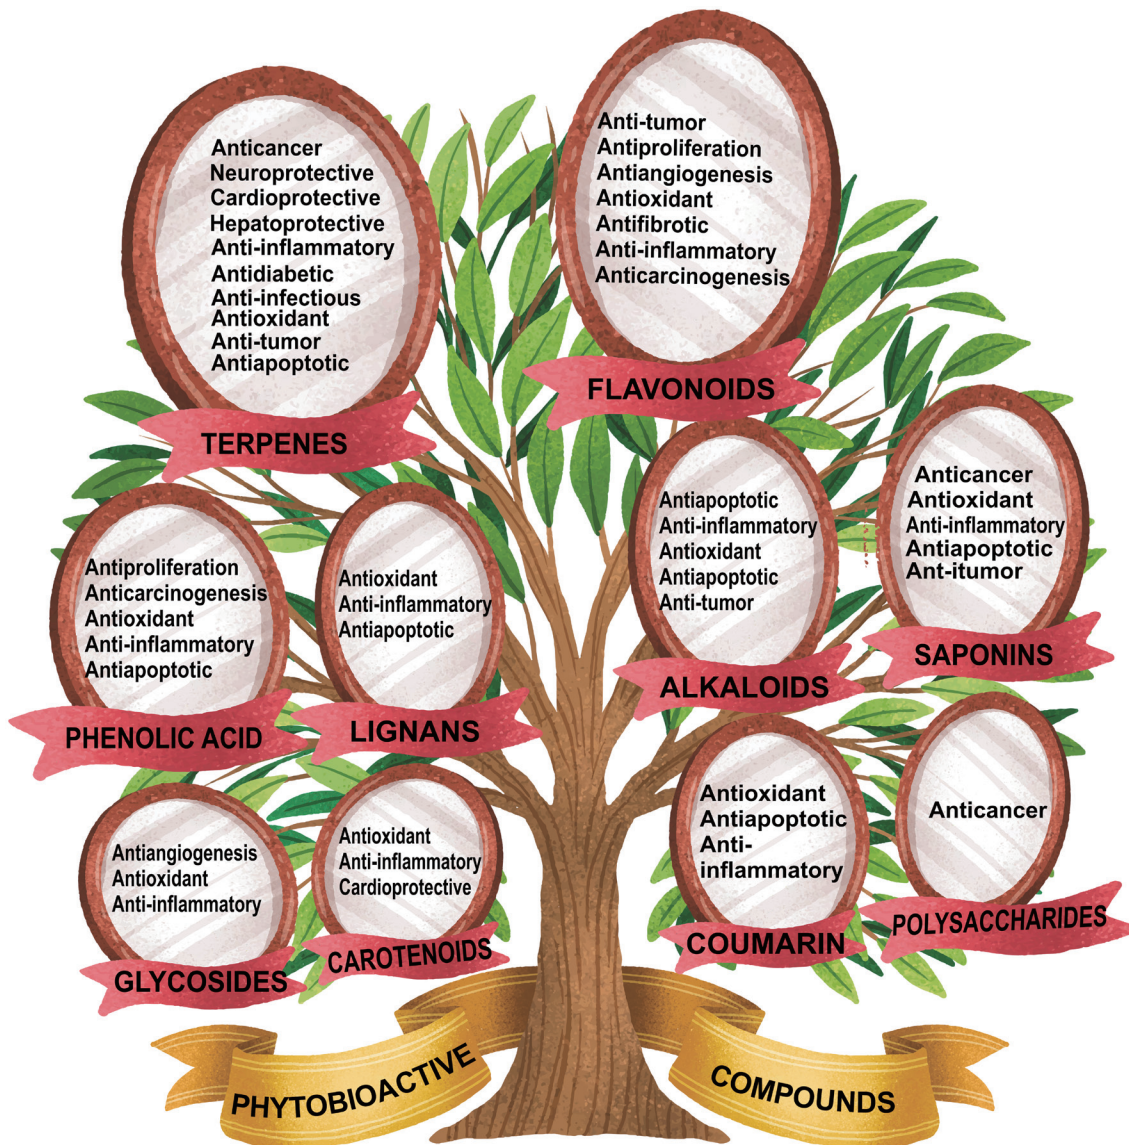 Anticancer
Neuroprotective
Cardioprotective
Hepatoprotective
Anti-inflammatory
Antidiabetic
Anti-infectious
Antioxidant
Anti-tumor
Antiapoptotic
TERPENES
Anti-tumor
Antiproliferation
Antiangiogenesis
Antioxidant
Antifibrotic
Anti-inflammatory
Anticarcinogenesis
FLAVONOIDS
Antiproliferation
Anticarcinogenesis
Antioxidant
Anti-inflammatory
Antiapoptotic
PHENOLIC ACID
Antioxidant
Anti-inflammatory
Antiapoptotic
LIGNANS
Antiapoptotic
Anti-inflammatory
Antioxidant
Antiapoptotic
Anti-tumor
ALKALOIDS
Anticancer
Antioxidant
Anti-inflammatory
Antiapoptotic
Ant-itumor
SAPONINS
Antiangiogenesis
Antioxidant
Anti-inflammatory
GLYCOSIDES
Antioxidant
Anti-inflammatory
Cardioprotective
CAROTENOIDS
Antioxidant
Antiapoptotic
Anti-
inflammatory
COUMARIN
Anticancer
POLYSACCHARIDES
PHYTOBIOACTIVE
COMPOUNDS